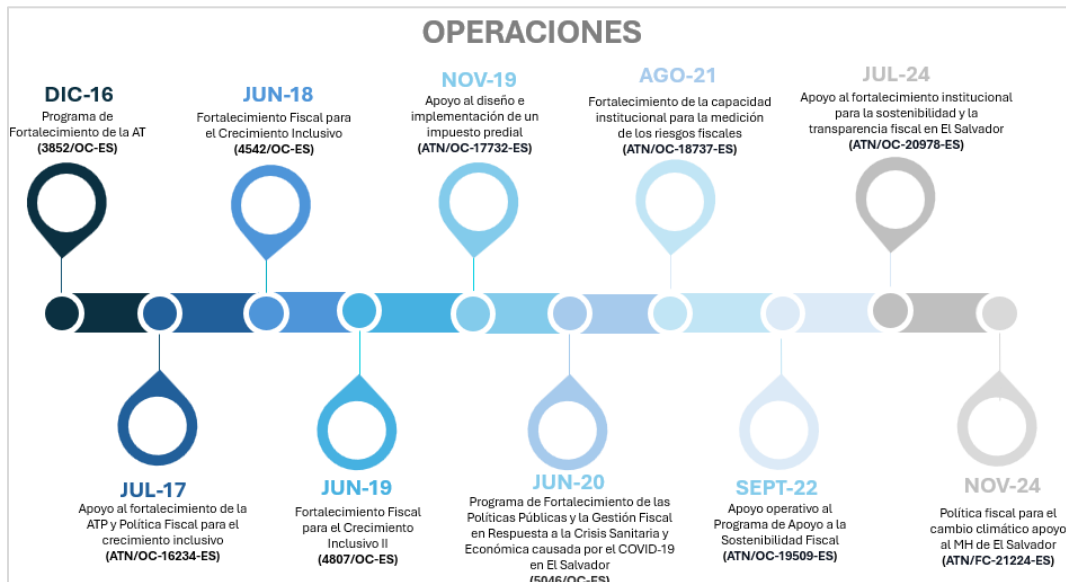 OPERACIONES
DIC-16
Programa de
Fortalecimiento de la AT
(3852/OC-ES)
JUN-18
Fortalecimiento Fiscal para
el Crecimiento Inclusivo
(4542/OC-ES)
NOV-19
Apoyo al diseño e
implementación de un
impuesto predial
(ATN/OC-17732-ES)
AGO-21
Fortalecimiento de la capacidad
institucional para la medición
de los riesgos fiscales
(ATN/OC-18737-ES)
JUL-24
Apoyo al fortalecimiento institucional
para la sostenibilidad y la
transparencia fiscal en El Salvador
(ATN/OC-20978-ES)
JUL-17
Apoyo al fortalecimiento de la
ATP y Política Fiscal para el
crecimiento inclusivo
(ATN/OC-16234-ES)
JUN-19
Fortalecimiento Fiscal
para el Crecimiento
Inclusivo II
(4807/OC-ES)
JUN-20
Programa de Fortalecimiento de las
Políticas Públicas y la Gestión Fiscal
en Respuesta a la Crisis Sanitaria y
Económica causada por el COVID-19
en El Salvador
(5046/OC-ES)
SEPT-22
Apoyo operativo al
Programa de Apoyo a la
Sostenibilidad Fiscal
(ATN/OC-19509-ES)
NOV-24
Política fiscal para el
cambio climático apoyo
al MH de El Salvador
(ATN/FC-21224-ES)